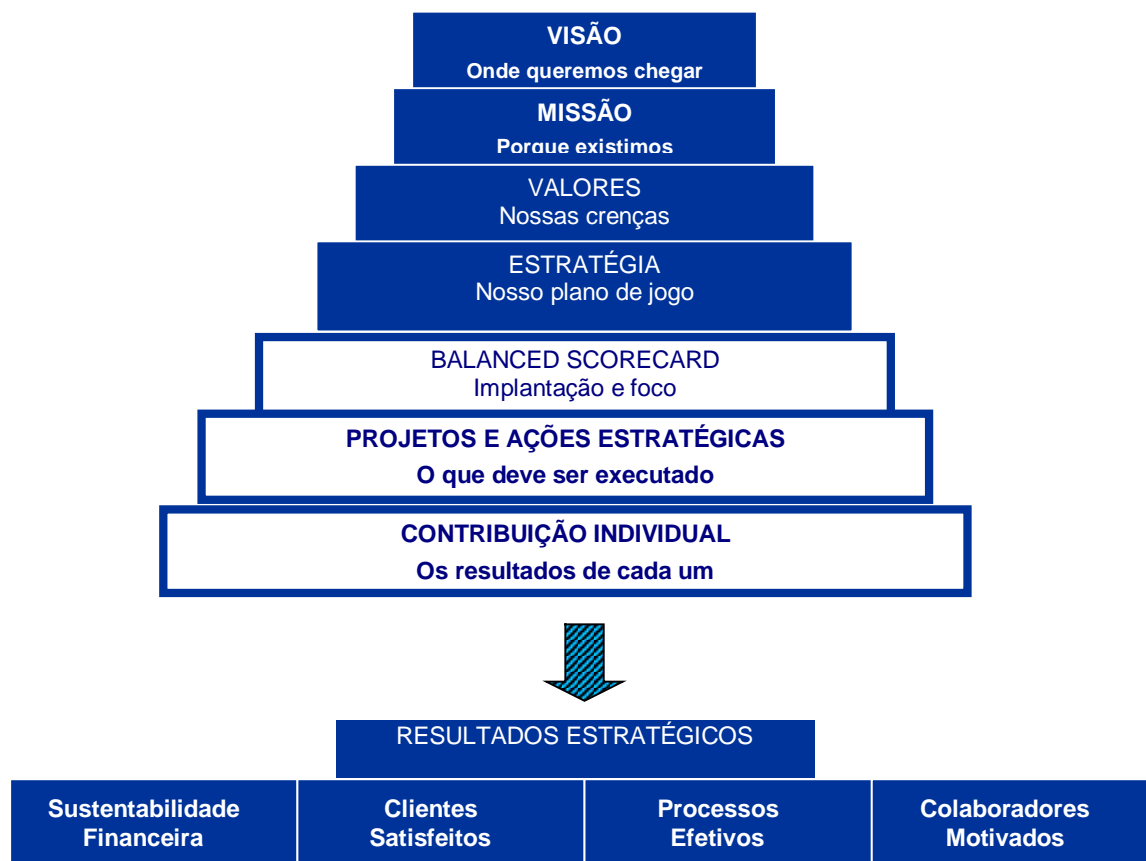 VISÃO
Onde queremos chegar
MISSÃO
Porque existimos
VALORES
Nossas crenças
ESTRATÉGIA
Nosso plano de jogo
BALANCED SCORECARD
Implantação e foco
PROJETOS E AÇÕES ESTRATÉGICAS
O que deve ser executado
CONTRIBUIÇÃO INDIVIDUAL
Os resultados de cada um
RESULTADOS ESTRATÉGICOS
Sustentabilidade
Financeira
Clientes
Satisfeitos
Processos
Efetivos
Colaboradores
Motivados